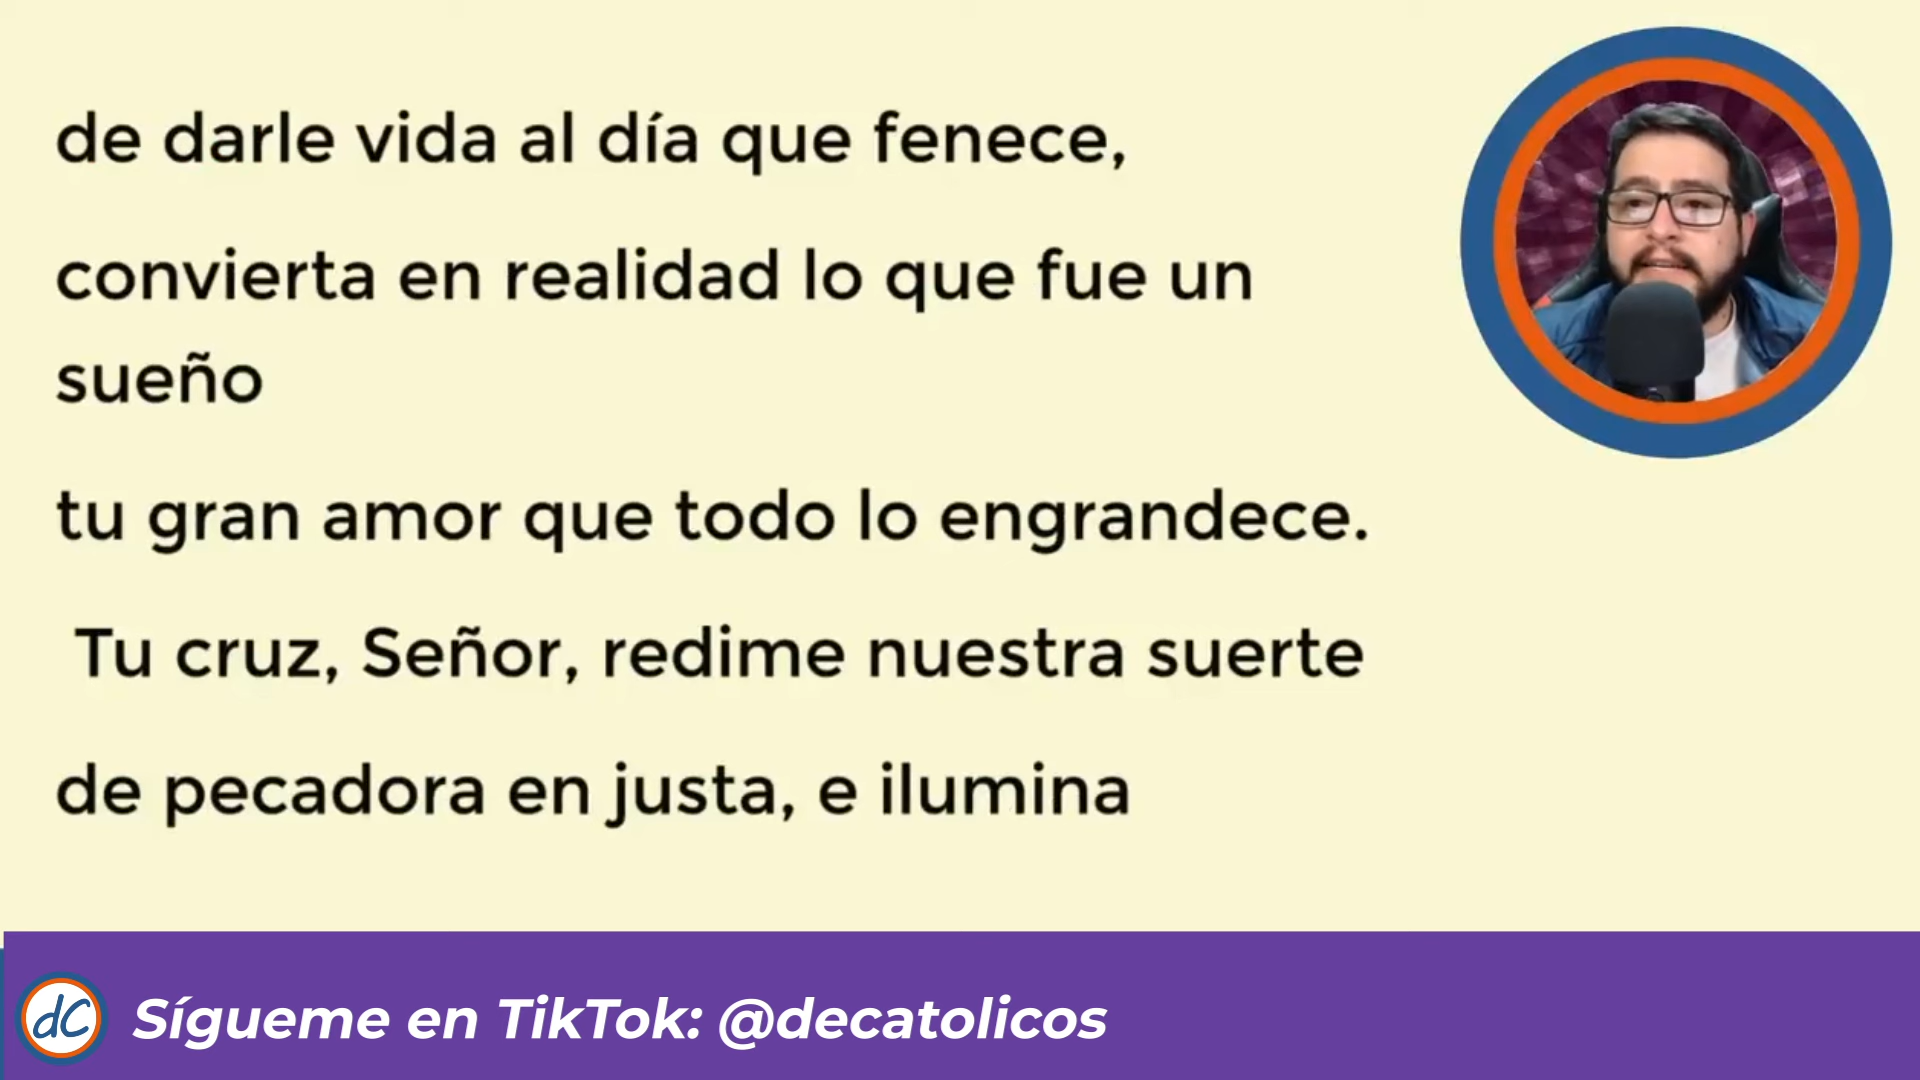 de darle vida al día que fenece,
convierta en realidad lo que fue un
sueño
tu gran amor que todo lo engrandece.
Tu cruz, Señor, redime nuestra suerte
de pecadora en justa, e ilumina
dC
Sígueme en TikTok: @decatolicos